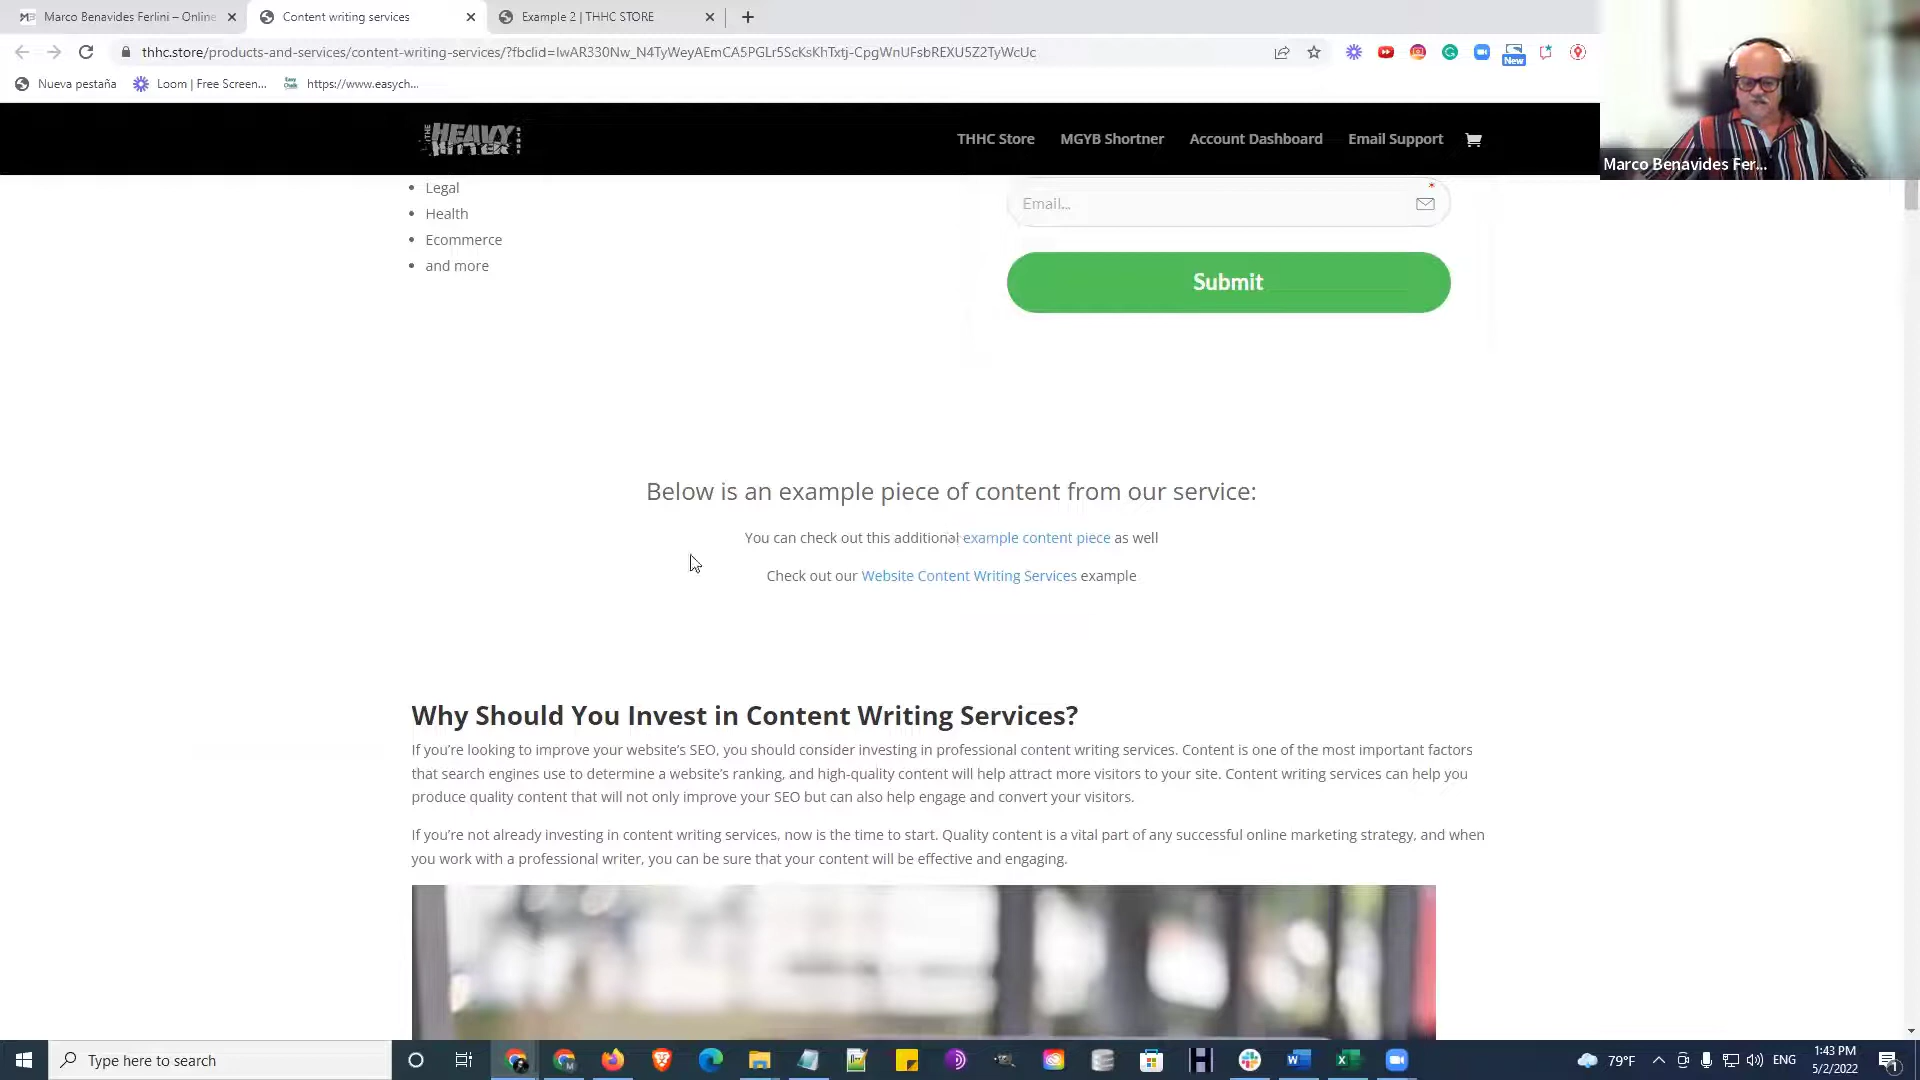 Marco Benavides Ferlini – Online
Content writing services
Example 2 | THHC STORE
thhc.store/products-and-services/content-writing-services/?fbclid=IwAR330Nw_N4TyWeyAEmCA5PGLr5ScKsKhTxtj-CpgWnUFsbREXU5Z2TyWcUc
New
Nueva pestaña
Loom | Free Screen...
https://www.easych...
THE HEAVY HITTER STORE
THHC Store
MGYB Shortner
Account Dashboard
Email Support
Marco Benavides Fer...
• Legal
• Health
• Ecommerce
• and more
Email...
*
Submit
Below is an example piece of content from our service:
You can check out this additional example content piece as well
Check out our Website Content Writing Services example
Why Should You Invest in Content Writing Services?
If you’re looking to improve your website’s SEO, you should consider investing in professional content writing services. Content is one of the most important factors
that search engines use to determine a website’s ranking, and high-quality content will help attract more visitors to your site. Content writing services can help you
produce quality content that will not only improve your SEO but can also help engage and convert your visitors.
If you’re not already investing in content writing services, now is the time to start. Quality content is a vital part of any successful online marketing strategy, and when
you work with a professional writer, you can be sure that your content will be effective and engaging.
Type here to search
79°F
ENG
1:43 PM
5/2/2022
1